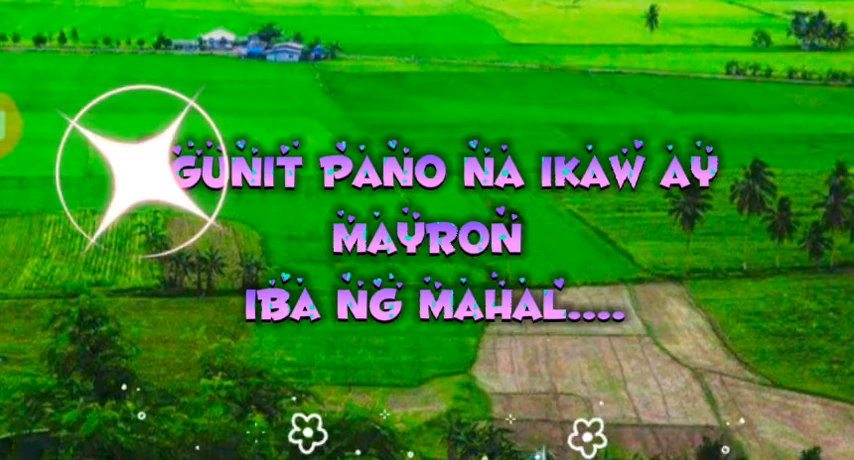 GUNIT PANO NA IKAW AY
MAYRON
IBA NG MAHAL....